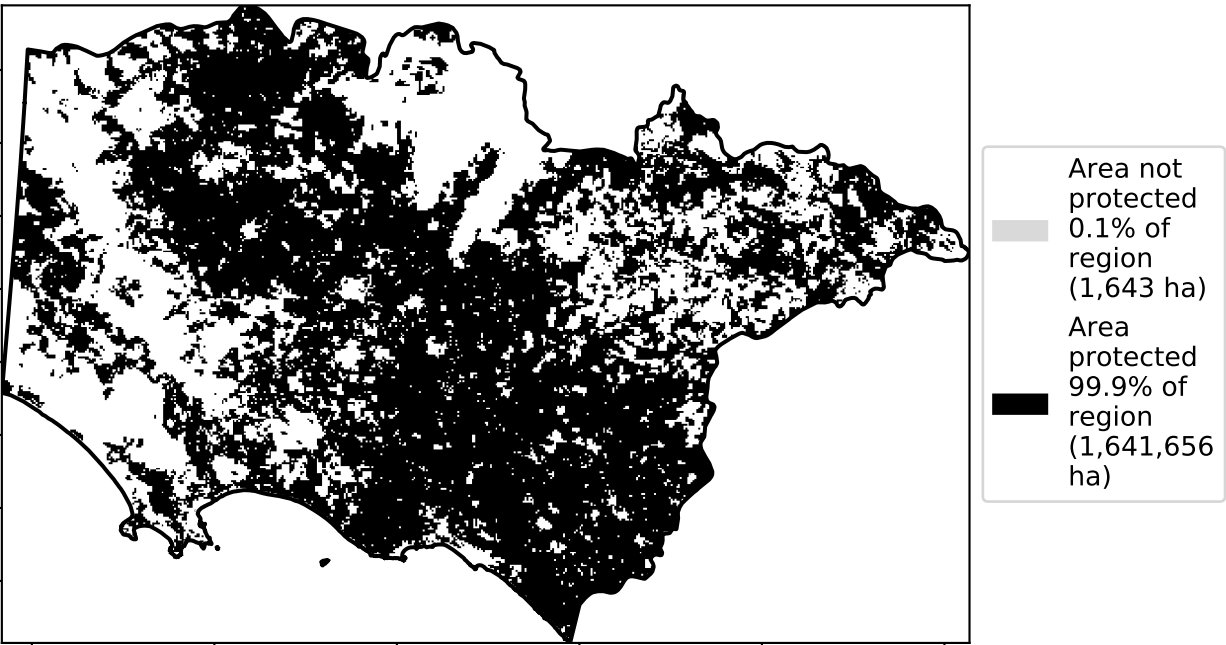 Area not
protected
0.1% of
region
(1,643 ha)
Area
protected
99.9% of
region
(1,641,656
ha)